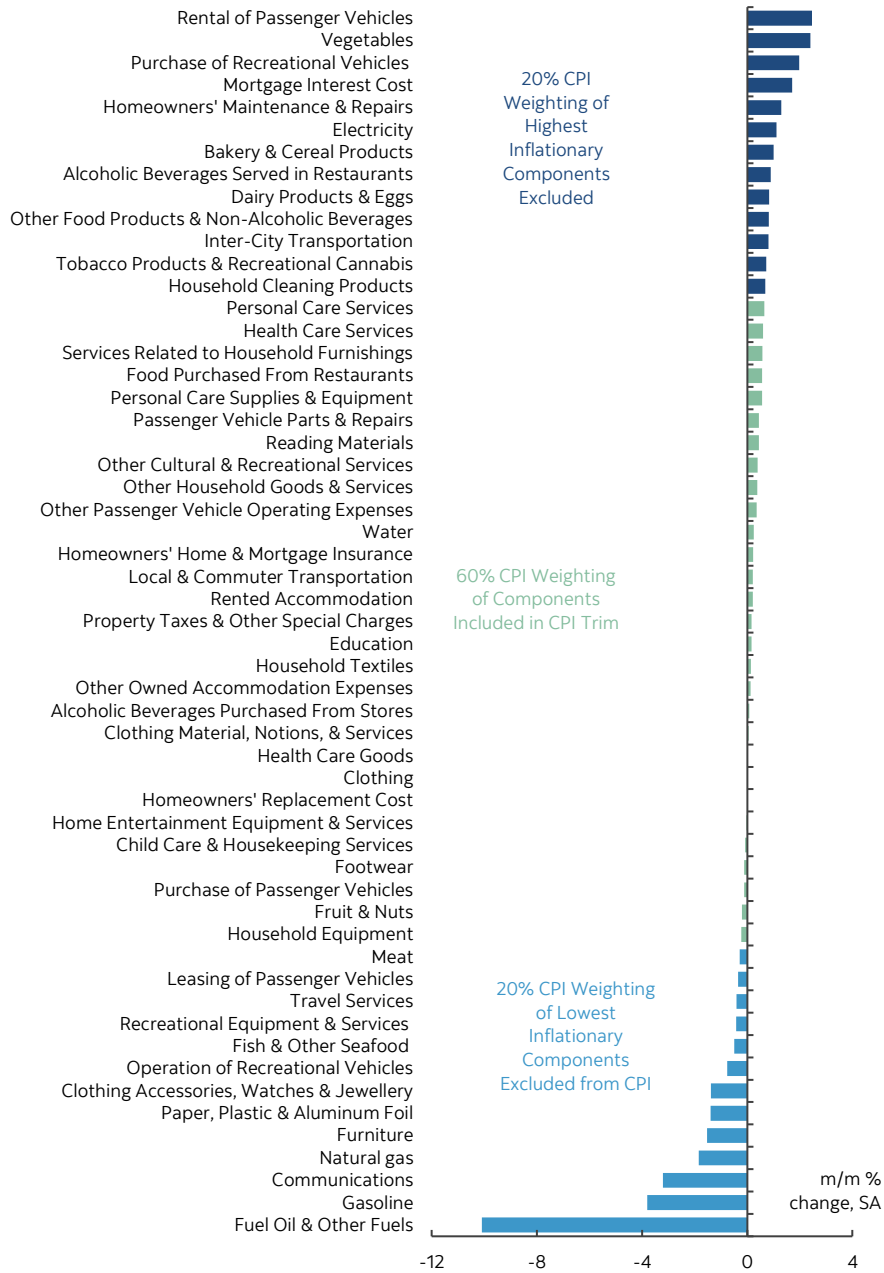 Rental of Passenger Vehicles
Vegetables
Purchase of Recreational Vehicles
Mortgage Interest Cost
Homeowners' Maintenance & Repairs
Electricity
Bakery & Cereal Products
Alcoholic Beverages Served in Restaurants
Dairy Products & Eggs
Other Food Products & Non-Alcoholic Beverages
Inter-City Transportation
Tobacco Products & Recreational Cannabis
Household Cleaning Products
Personal Care Services
Health Care Services
Services Related to Household Furnishings
Food Purchased From Restaurants
Personal Care Supplies & Equipment
Passenger Vehicle Parts & Repairs
Reading Materials
Other Cultural & Recreational Services
Other Household Goods & Services
Other Passenger Vehicle Operating Expenses
Water
Homeowners' Home & Mortgage Insurance
Local & Commuter Transportation
Rented Accommodation
Property Taxes & Other Special Charges
Education
Household Textiles
Other Owned Accommodation Expenses
Alcoholic Beverages Purchased From Stores
Clothing Material, Notions, & Services
Health Care Goods
Clothing
Homeowners' Replacement Cost
Home Entertainment Equipment & Services
Child Care & Housekeeping Services
Footwear
Purchase of Passenger Vehicles
Fruit & Nuts
Household Equipment
Meat
Leasing of Passenger Vehicles
Travel Services
Recreational Equipment & Services
Fish & Other Seafood
Operation of Recreational Vehicles
Clothing Accessories, Watches & Jewellery
Paper, Plastic & Aluminum Foil
Furniture
Natural gas
Communications
Gasoline
Fuel Oil & Other Fuels
20% CPI
Weighting of
Highest
Inflationary
Components
Excluded
60% CPI Weighting
of Components
Included in CPI Trim
20% CPI Weighting
of Lowest
Inflationary
Components
Excluded from CPI
m/m %
change, SA
-12 -8 -4 0 4